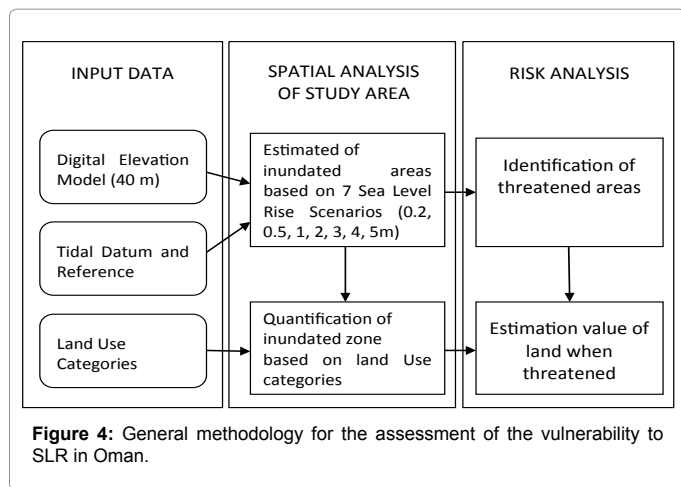 INPUT DATA
Digital Elevation
Model (40 m)
Tidal Datum and
Reference
Land Use
Categories
SPATIAL ANALYSIS
OF STUDY AREA
Estimated of
inundated areas
based on 7 Sea Level
Rise Scenarios (0.2,
0.5, 1, 2, 3, 4, 5m)
Quantification of
inundated zone
based on land Use
categories
RISK ANALYSIS
Identification of
threatened areas
Estimation value of
land when
threatened
Figure 4: General methodology for the assessment of the vulnerability to
SLR in Oman.